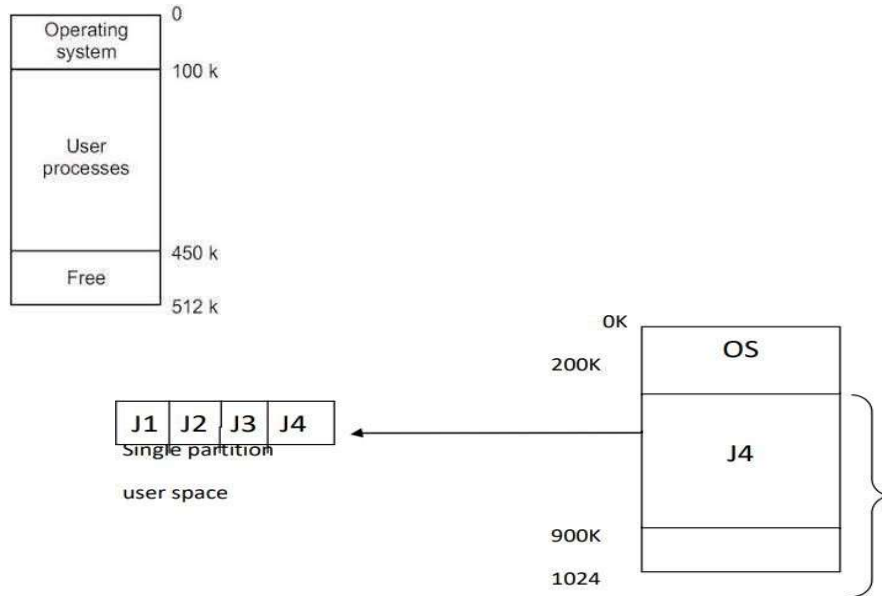 0
Operating
system
100 k
User
processes
450 k
Free
512 k
0K
OS
200K
J1 J2 J3 J4
J4
Single partition
user space
900K
1024